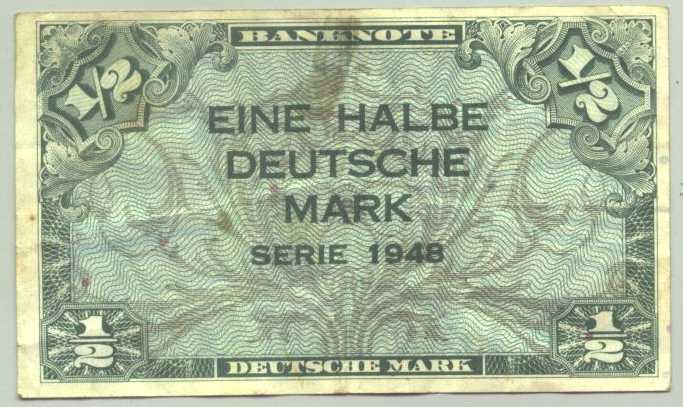 BANKNOTE
1/2
1/2
EINE HALBE
DEUTSCHE
MARK
SERIE 1948
1/2
1/2
DEUTSCHE MARK